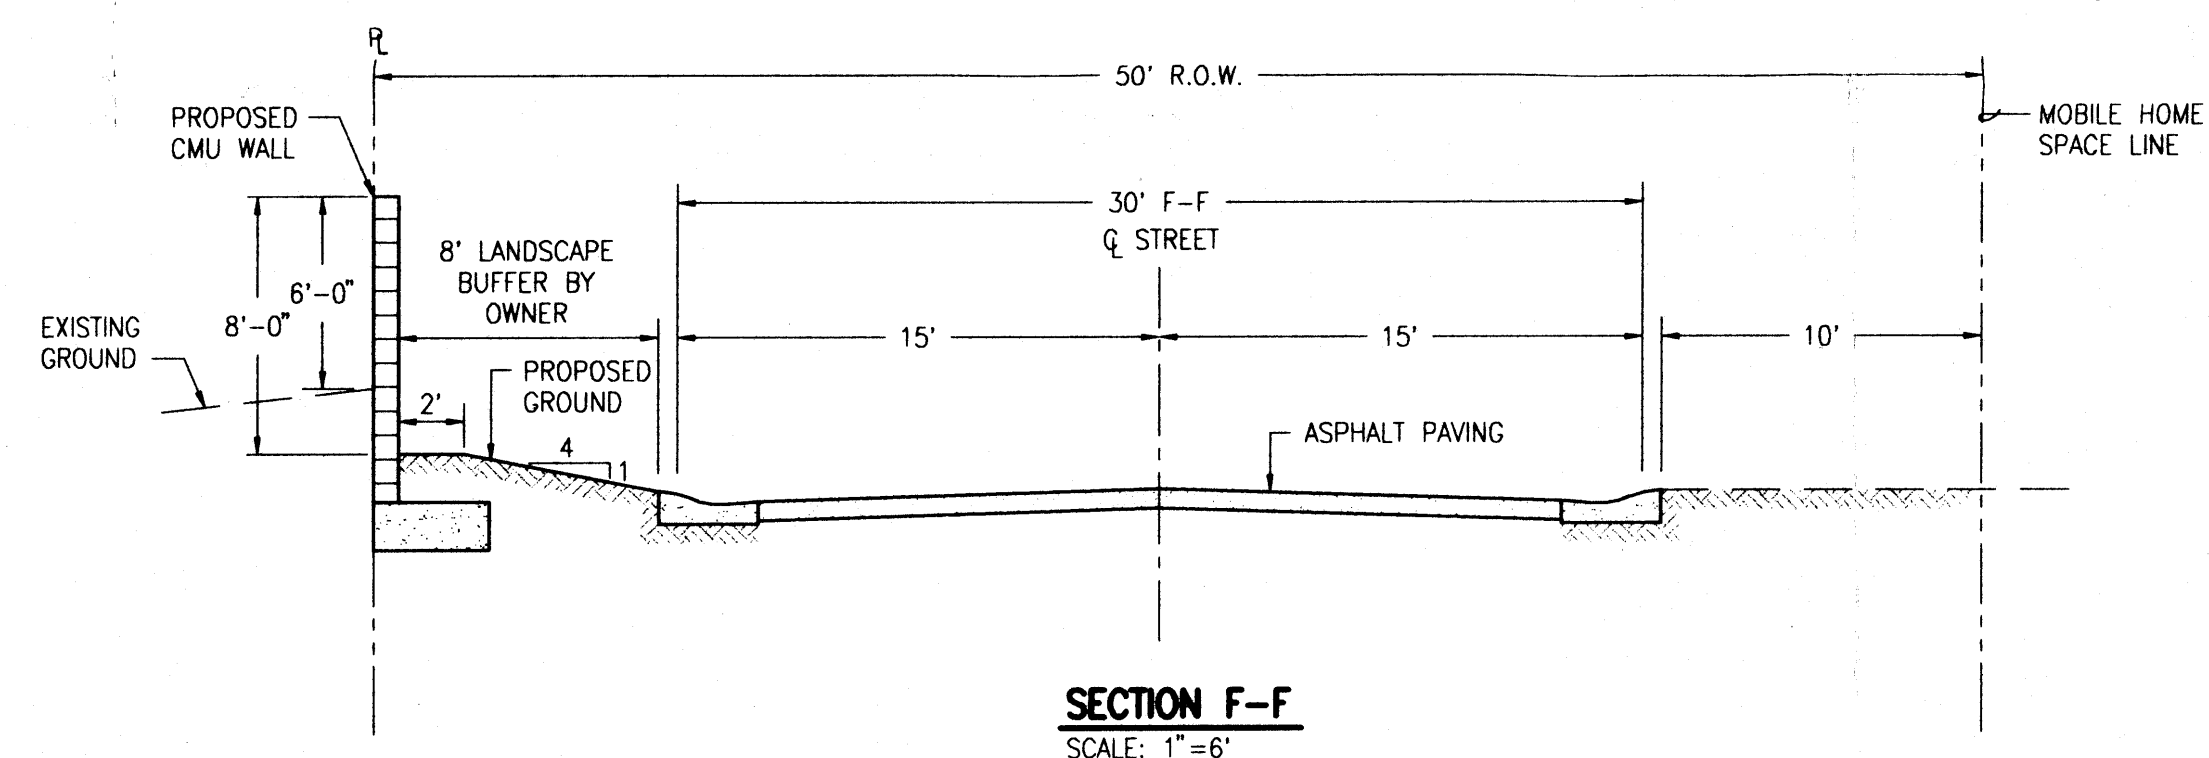 PL
50' R.O.W.
PROPOSED
CMU WALL
MOBILE HOME
SPACE LINE
30' F-F
CL STREET
8' LANDSCAPE
BUFFER BY
OWNER
6'-0"
8'-0"
EXISTING
GROUND
15'
15'
10'
PROPOSED
GROUND
2'
4
1
ASPHALT PAVING
SECTION F-F
SCALE: 1"=6'